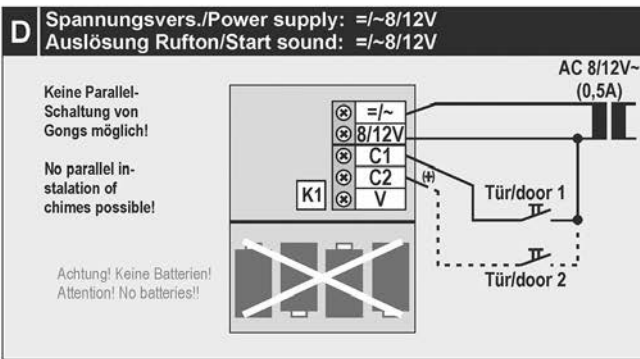 D
Spannungsvers./Power supply: =/~8/12V
Auslösung Rufton/Start sound: =/~8/12V
AC 8/12V~
(0,5A)
Keine Parallel-
Schaltung von
Gongs möglich!
No parallel in-
stalation of
chimes possible!
=/~
8/12V
C1
C2
V
K1
(+)
Tür/door 1
Tür/door 2
Achtung! Keine Batterien!
Attention! No batteries!!